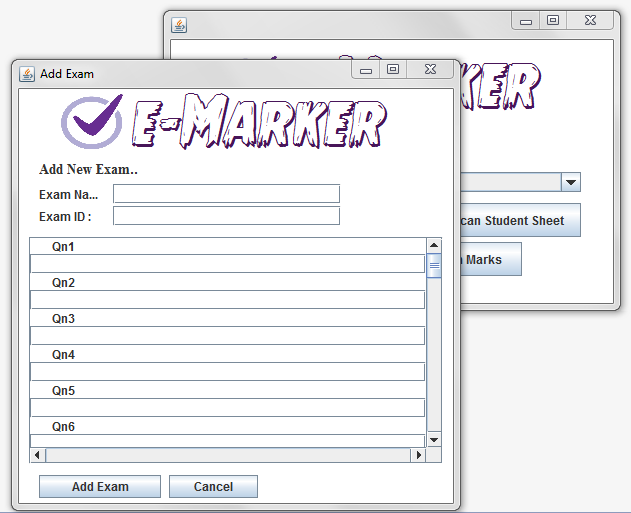 Add Exam
e-Marker
Add New Exam..
Exam Na...
Exam ID :
Qn1
Qn2
Qn3
Qn4
Qn5
Qn6
Add Exam
Cancel
ker
can Student Sheet
Marks